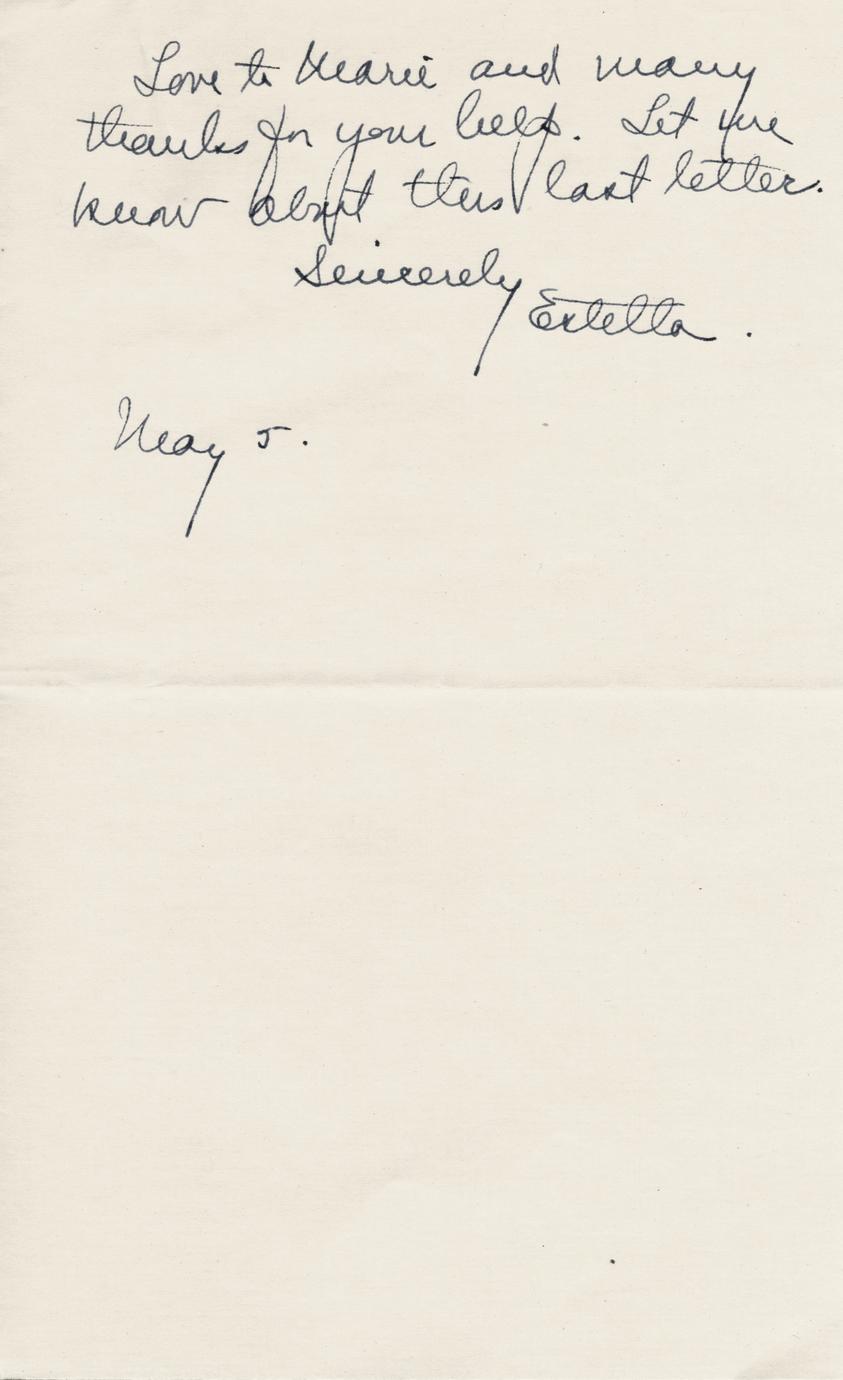 Love to Marie and many
thanks for your help. Let me
know about this last letter.
Sincerely
Estella.
May 5.